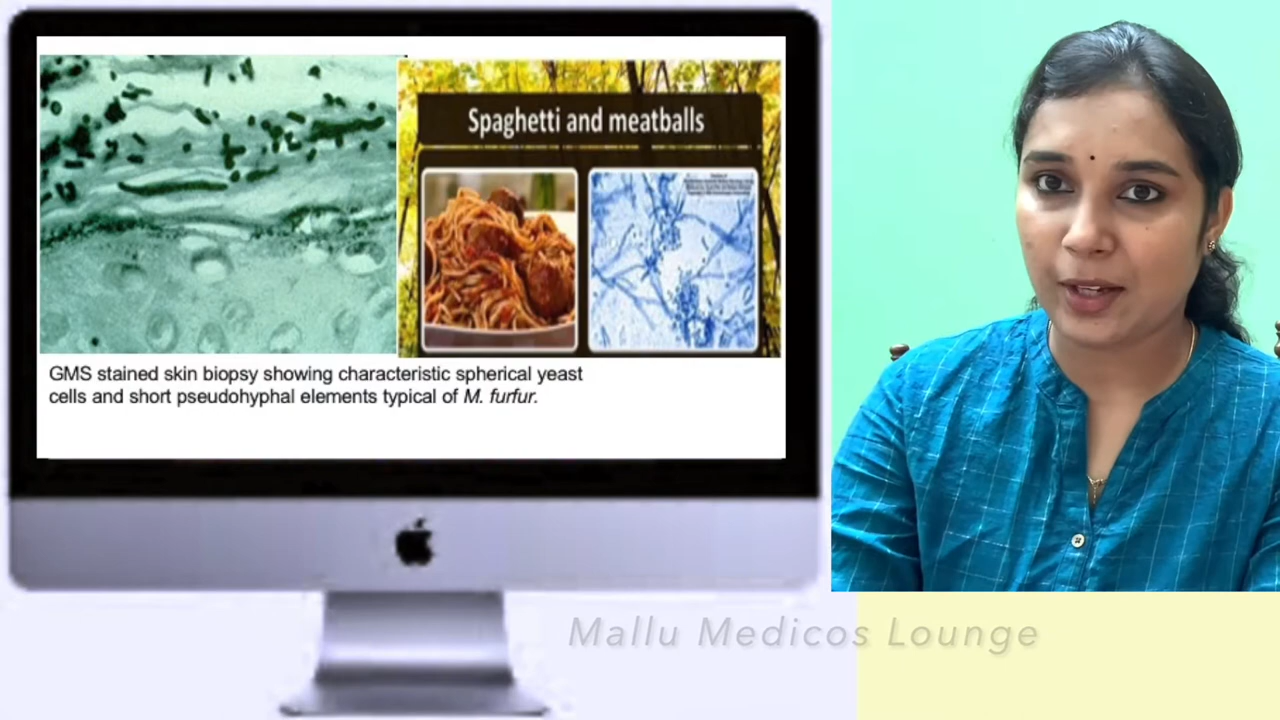 Spaghetti and meatballs
GMS stained skin biopsy showing characteristic spherical yeast
cells and short pseudohyphal elements typical of M. furfur.
Mallu Medicos Lounge